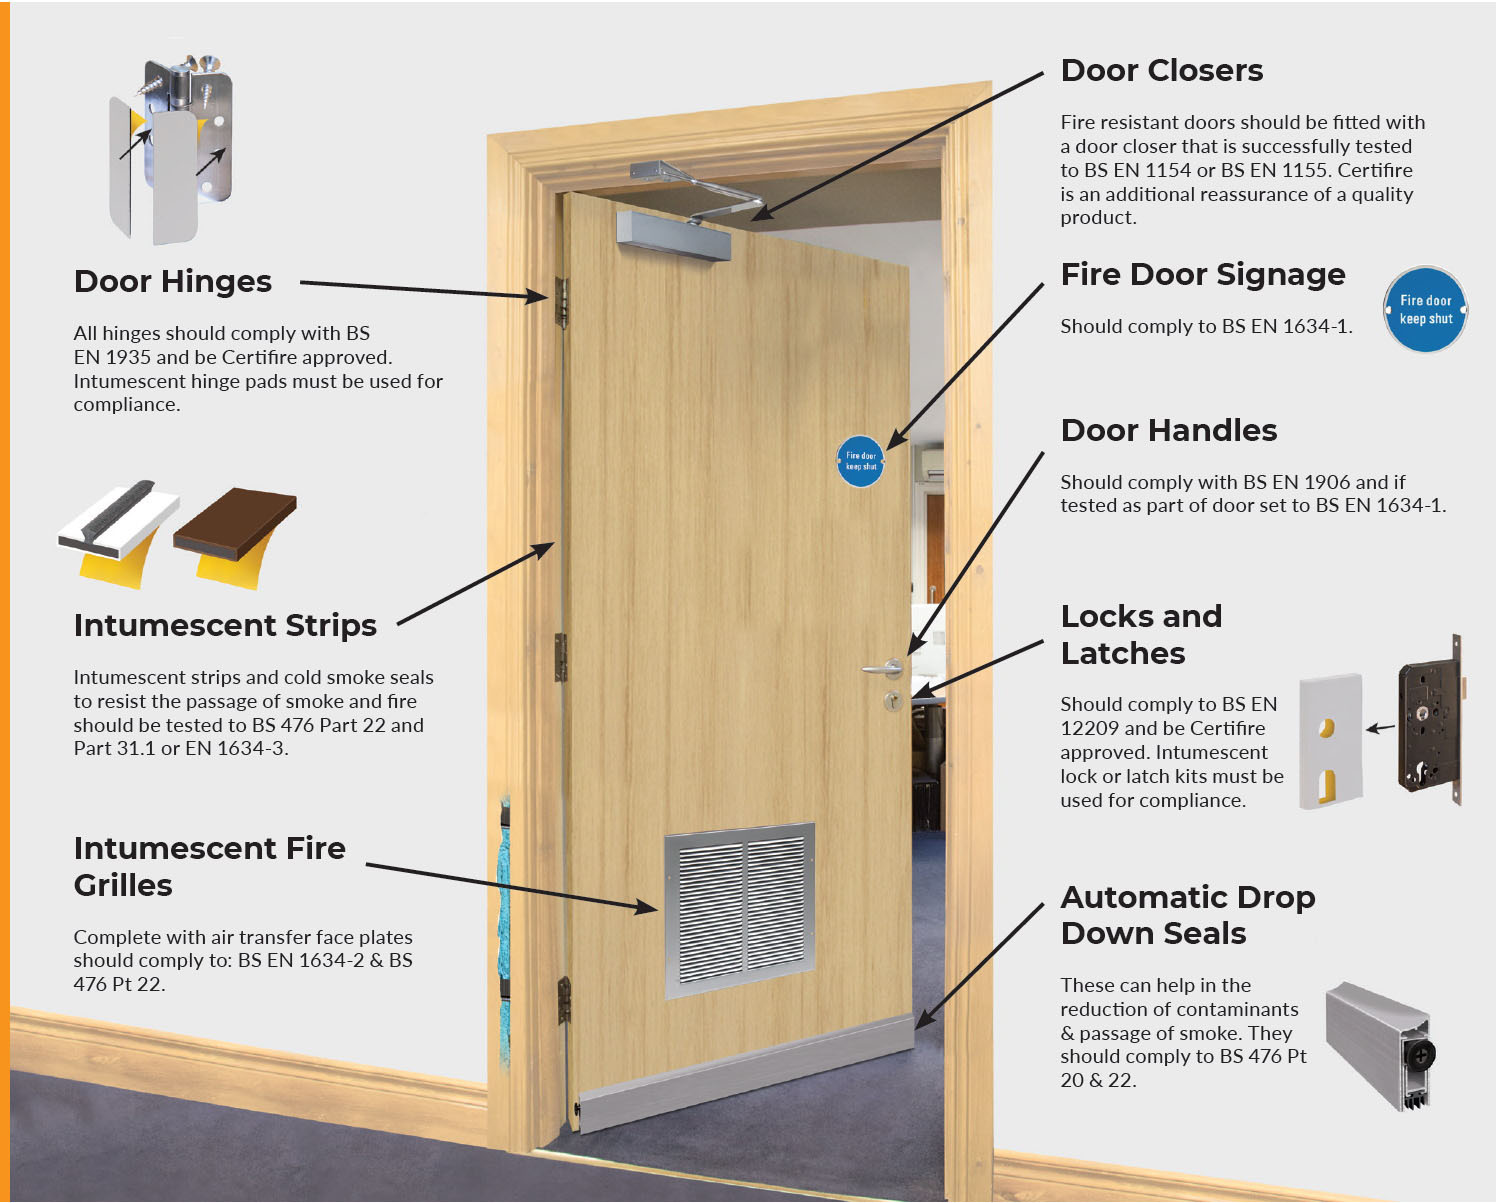 Door Hinges
All hinges should comply with BS
EN 1935 and be Certifire approved.
Intumescent hinge pads must be used for
compliance.
Intumescent Strips
Intumescent strips and cold smoke seals
to resist the passage of smoke and fire
should be tested to BS 476 Part 22 and
Part 31.1 or EN 1634-3.
Intumescent Fire
Grilles
Complete with air transfer face plates
should comply to: BS EN 1634-2 & BS
476 Pt 22.
Fire door
keep shut
Door Closers
Fire resistant doors should be fitted with
a door closer that is successfully tested
to BS EN 1154 or BS EN 1155. Certifire
is an additional reassurance of a quality
product.
Fire Door Signage
Should comply to BS EN 1634-1.
Fire door
keep shut
Door Handles
Should comply with BS EN 1906 and if
tested as part of door set to BS EN 1634-1.
Locks and
Latches
Should comply to BS EN
12209 and be Certifire
approved. Intumescent
lock or latch kits must be
used for compliance.
Automatic Drop
Down Seals
These can help in the
reduction of contaminants
& passage of smoke. They
should comply to BS 476 Pt
20 & 22.